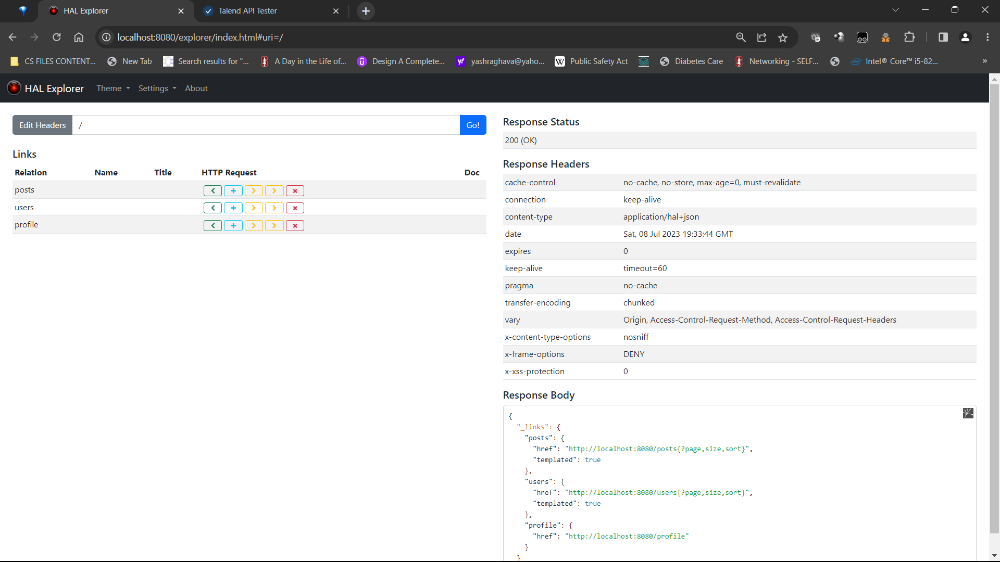 HAL Explorer
Talend API Tester
localhost:8080/explorer/index.html#uri=/
CS FILES CONTENT...
New Tab
Search results for "...
A Day in the Life of...
Design A Complete...
yashraghava@yaho...
Public Safety Act
Diabetes Care
Networking - SELF...
Intel® Core™ i5-82...
»
HAL Explorer
Theme
Settings
About
Edit Headers
/
Go!
Links
Relation Name Title HTTP Request Doc
posts
users
profile
Response Status
200 (OK)
Response Headers
cache-control no-cache, no-store, max-age=0, must-revalidate
connection keep-alive
content-type application/hal+json
date Sat, 08 Jul 2023 19:33:44 GMT
expires 0
keep-alive timeout=60
pragma no-cache
transfer-encoding chunked
vary Origin, Access-Control-Request-Method, Access-Control-Request-Headers
x-content-type-options nosniff
x-frame-options DENY
x-xss-protection 0
Response Body
{
"_links": {
"posts": {
"href": "http://localhost:8080/posts{?page,size,sort}",
"templated": true
},
"users": {
"href": "http://localhost:8080/users{?page,size,sort}",
"templated": true
},
"profile": {
"href": "http://localhost:8080/profile"
}
}